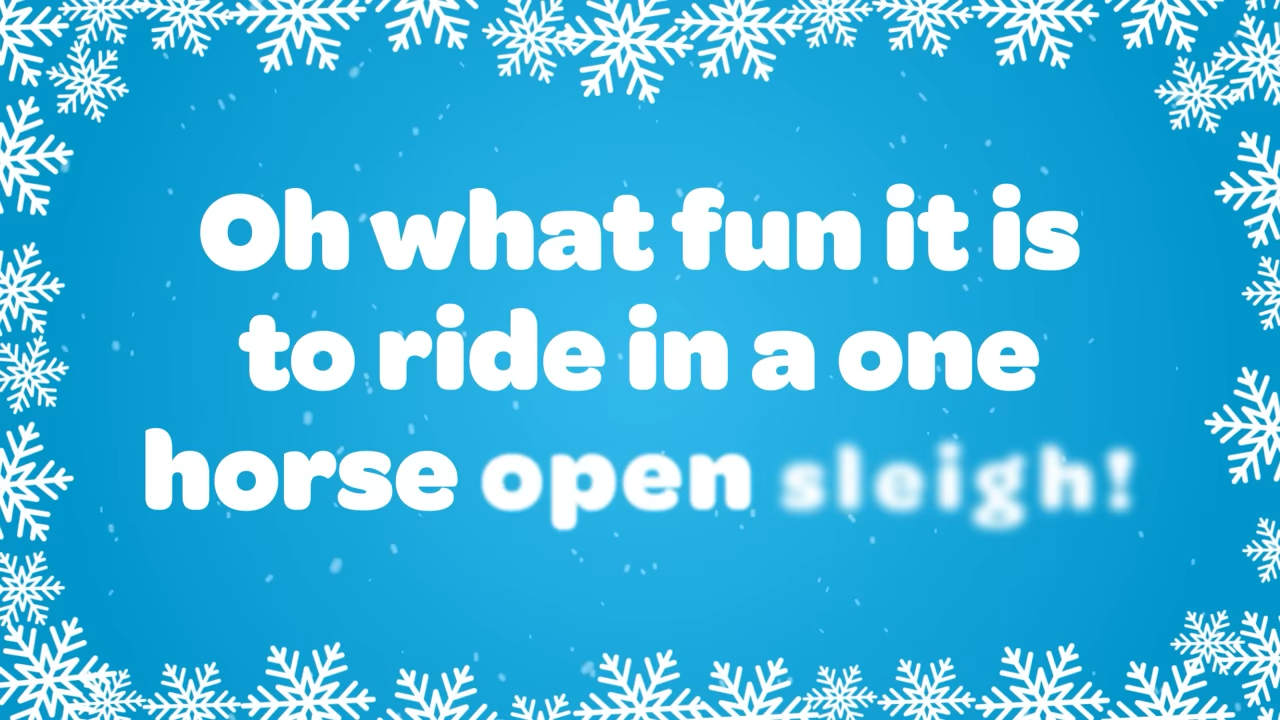 Oh what fun it is
to ride in a one
horse open sleigh!